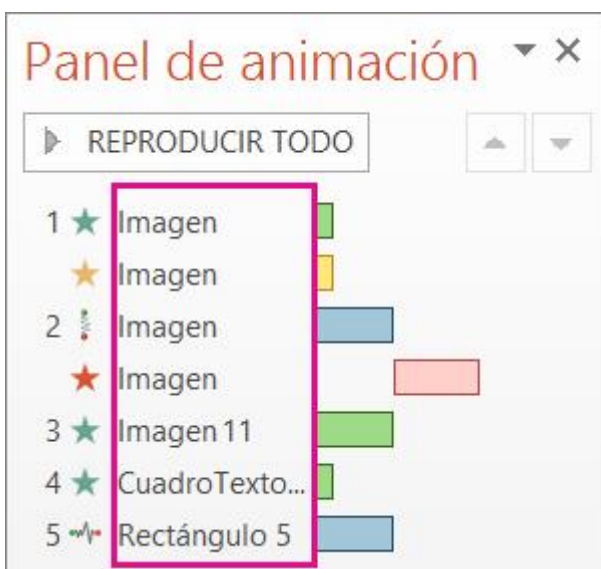 Panel de animación
REPRODUCIR TODO
1 Imagen
Imagen
2 Imagen
Imagen
3 Imagen 11
4 CuadroTexto...
5 Rectángulo 5